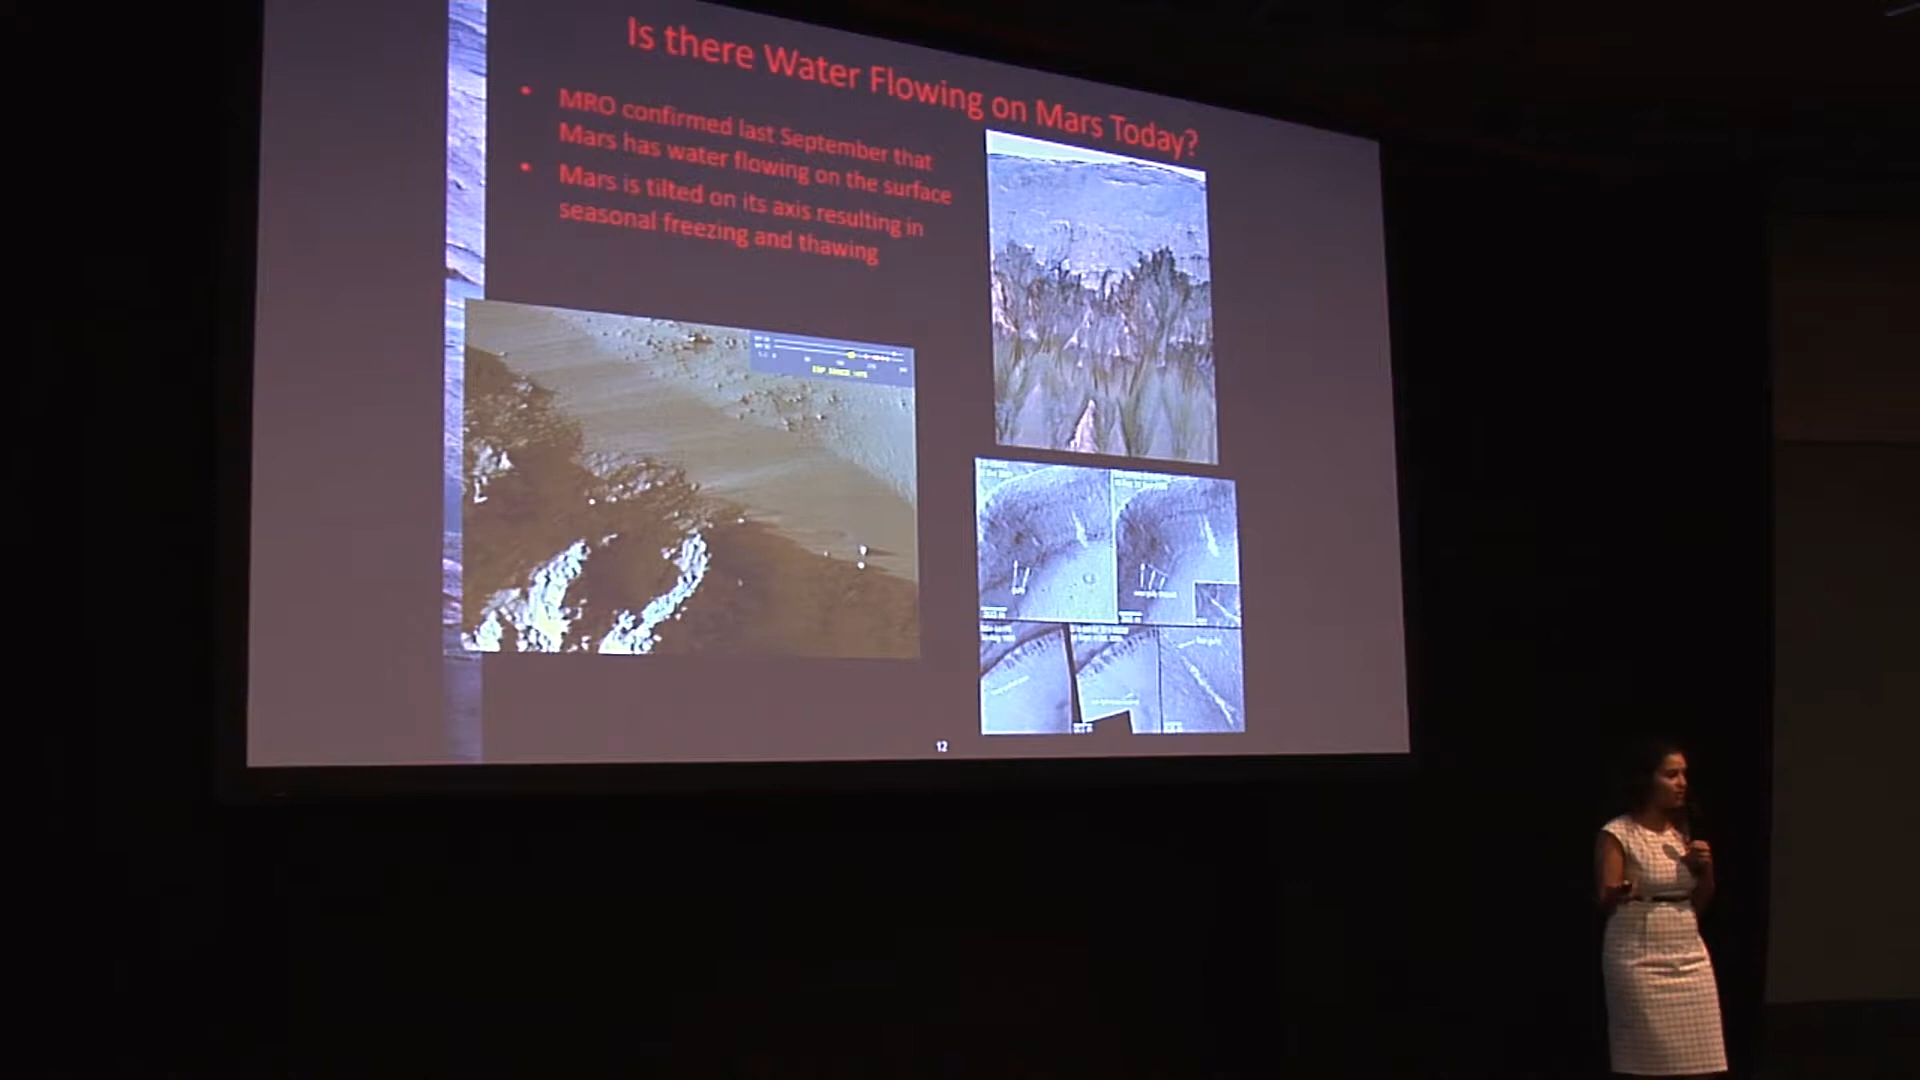 Is there Water Flowing on Mars Today?
• MRO confirmed last September that
Mars has water flowing on the surface
• Mars is tilted on its axis resulting in
seasonal freezing and thawing
12